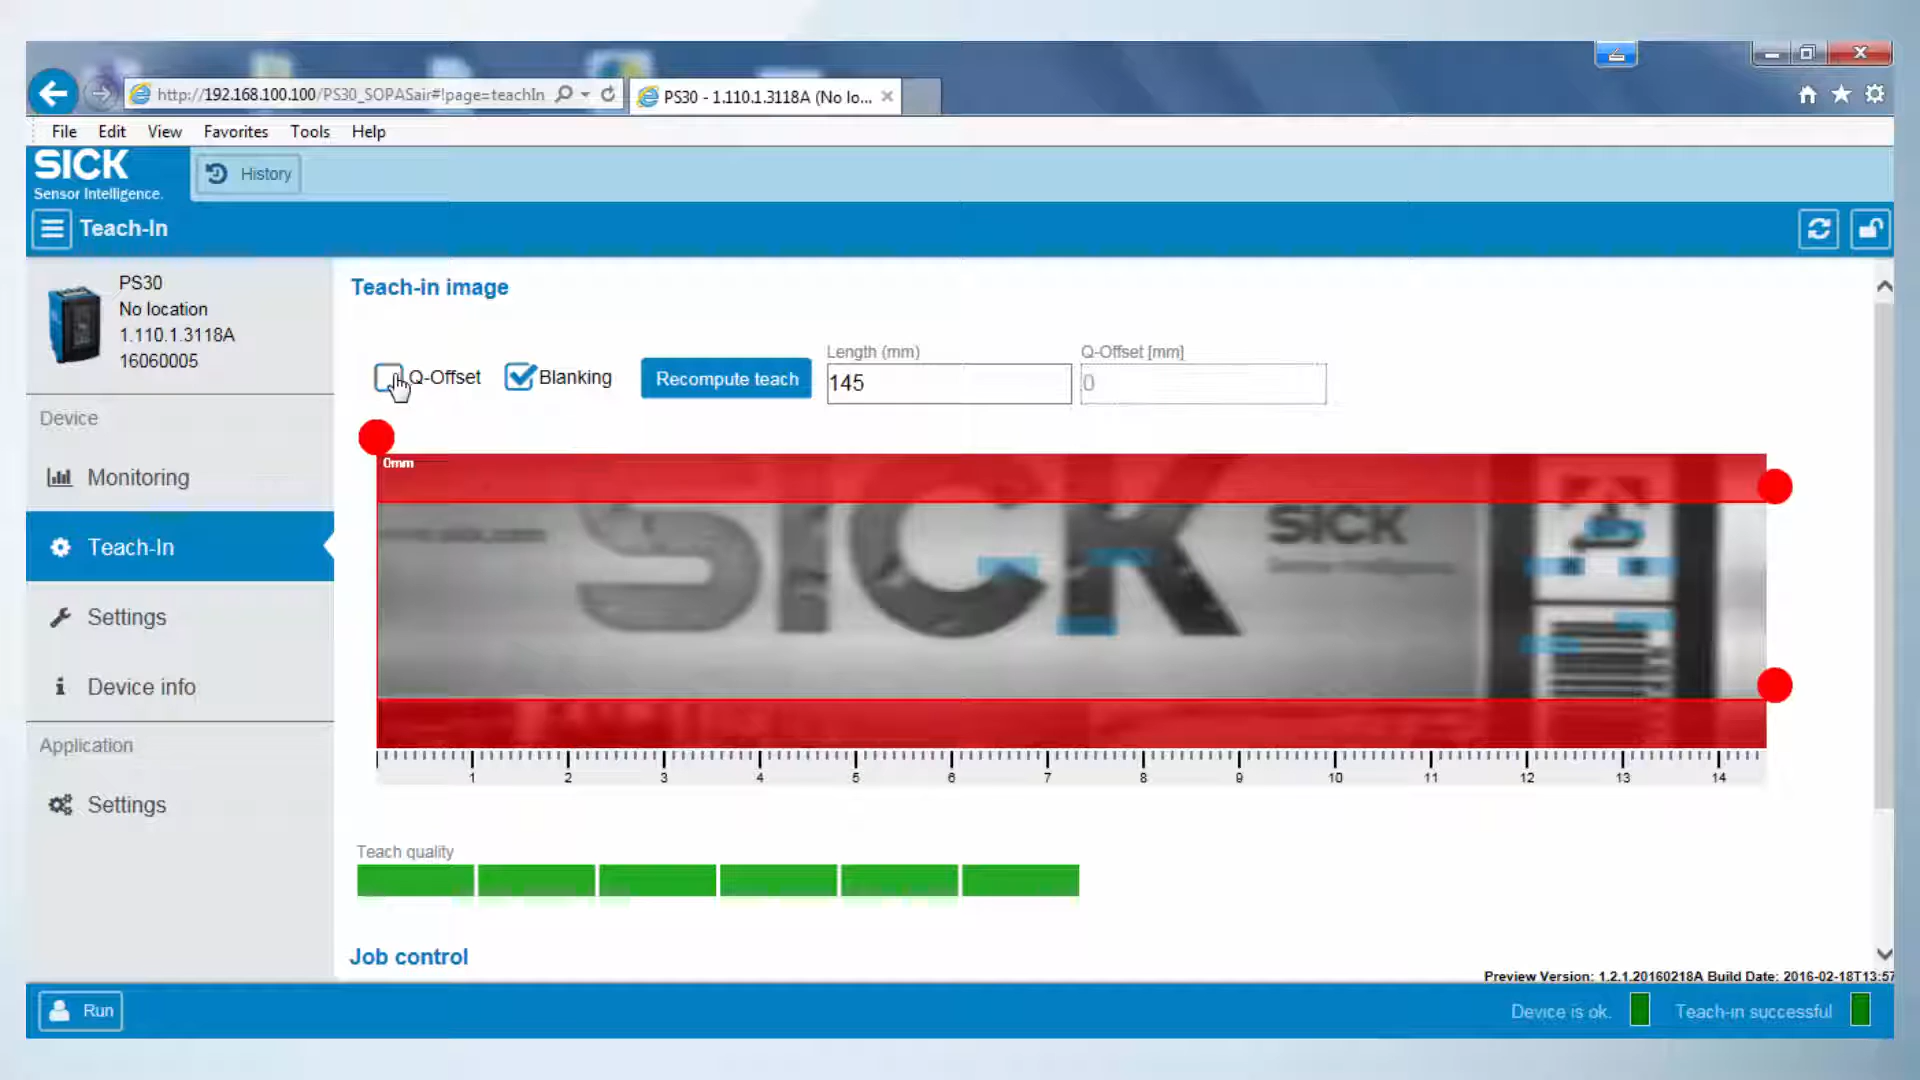 http://192.168.100.100/PS30_SOPASair#!page=teachIn
PS30 - 1.110.1.3118A (No lo...
File Edit View Favorites Tools Help
SICK
Sensor Intelligence.
History
Teach-In
PS30
No location
1.110.1.3118A
16060005
Device
Monitoring
Teach-In
Settings
Device info
Application
Settings
Teach-in image
Q-Offset
Blanking
Recompute teach
Length (mm)
145
Q-Offset [mm]
0
0mm
www.sick.com
SICK
SICK
Sensor Intelligence.
1 2 3 4 5 6 7 8 9 10 11 12 13 14
Teach quality
Job control
Preview Version: 1.2.1.20160218A Build Date: 2016-02-18T13:57
Run
Device is ok.
Teach-in successful